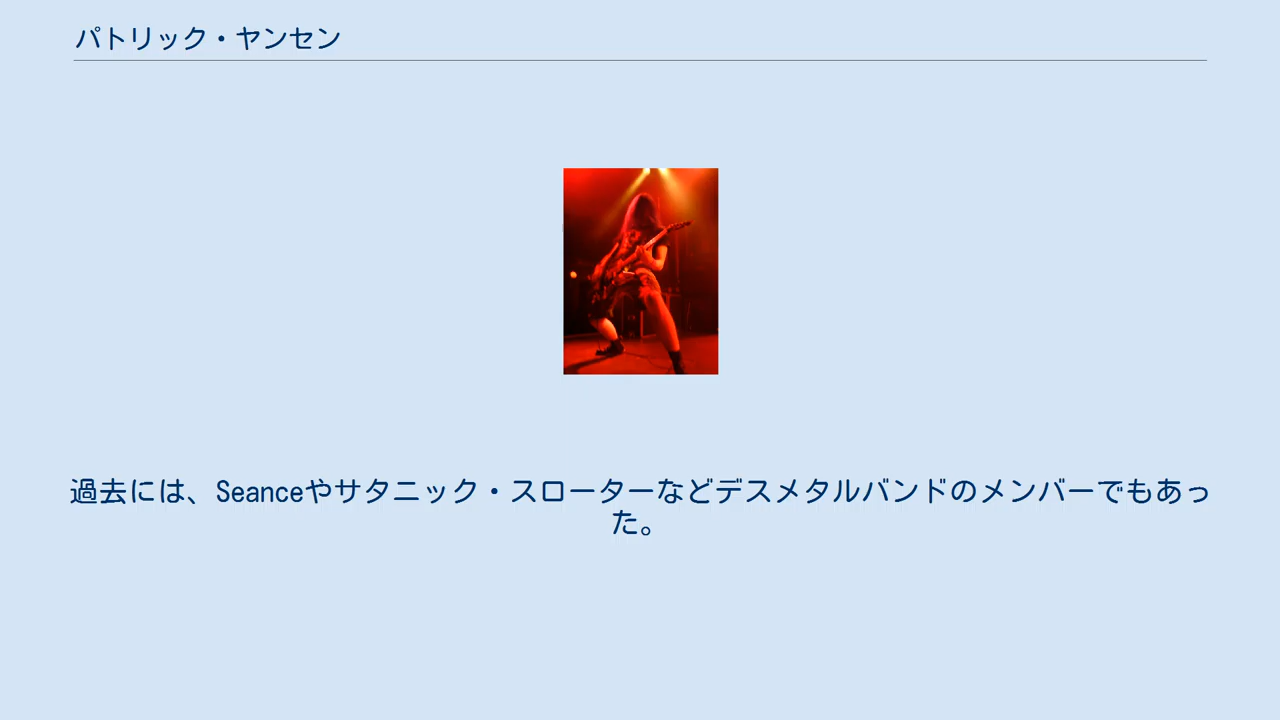 パトリック・ヤンセン
過去には、Seanceやサタニック・スローターなどデスメタルバンドのメンバーでもあっ
た。